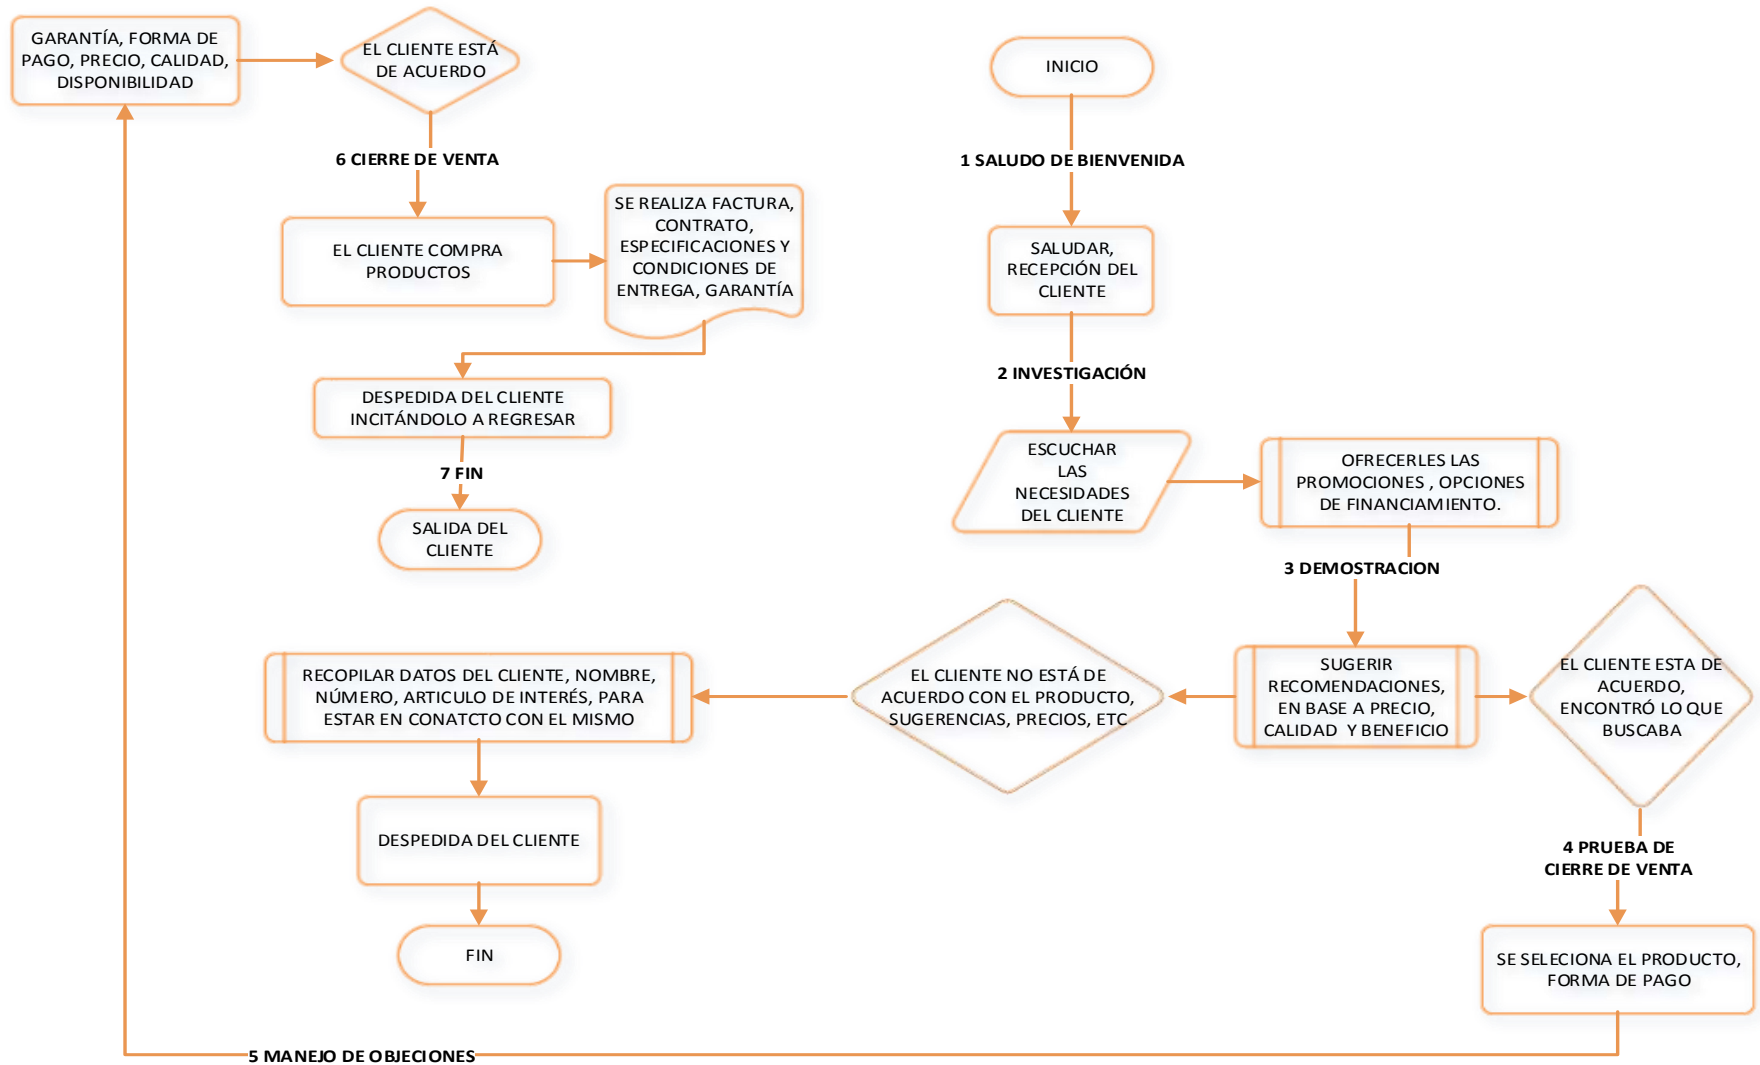 GARANTÍA, FORMA DE
PAGO, PRECIO, CALIDAD,
DISPONIBILIDAD
EL CLIENTE ESTÁ
DE ACUERDO
6 CIERRE DE VENTA
EL CLIENTE COMPRA
PRODUCTOS
SE REALIZA FACTURA,
CONTRATO,
ESPECIFICACIONES Y
CONDICIONES DE
ENTREGA, GARANTÍA
DESPEDIDA DEL CLIENTE
INCITÁNDOLO A REGRESAR
7 FIN
SALIDA DEL
CLIENTE
INICIO
1 SALUDO DE BIENVENIDA
SALUDAR,
RECEPCIÓN DEL
CLIENTE
2 INVESTIGACIÓN
ESCUCHAR
LAS
NECESIDADES
DEL CLIENTE
OFRECERLES LAS
PROMOCIONES , OPCIONES
DE FINANCIAMIENTO.
3 DEMOSTRACION
SUGERIR
RECOMENDACIONES,
EN BASE A PRECIO,
CALIDAD Y BENEFICIO
EL CLIENTE ESTA DE
ACUERDO,
ENCONTRÓ LO QUE
BUSCABA
EL CLIENTE NO ESTÁ DE
ACUERDO CON EL PRODUCTO,
SUGERENCIAS, PRECIOS, ETC
RECOPILAR DATOS DEL CLIENTE, NOMBRE,
NÚMERO, ARTICULO DE INTERÉS, PARA
ESTAR EN CONATCTO CON EL MISMO
DESPEDIDA DEL CLIENTE
FIN
4 PRUEBA DE
CIERRE DE VENTA
SE SELECIONA EL PRODUCTO,
FORMA DE PAGO
5 MANEJO DE OBJECIONES